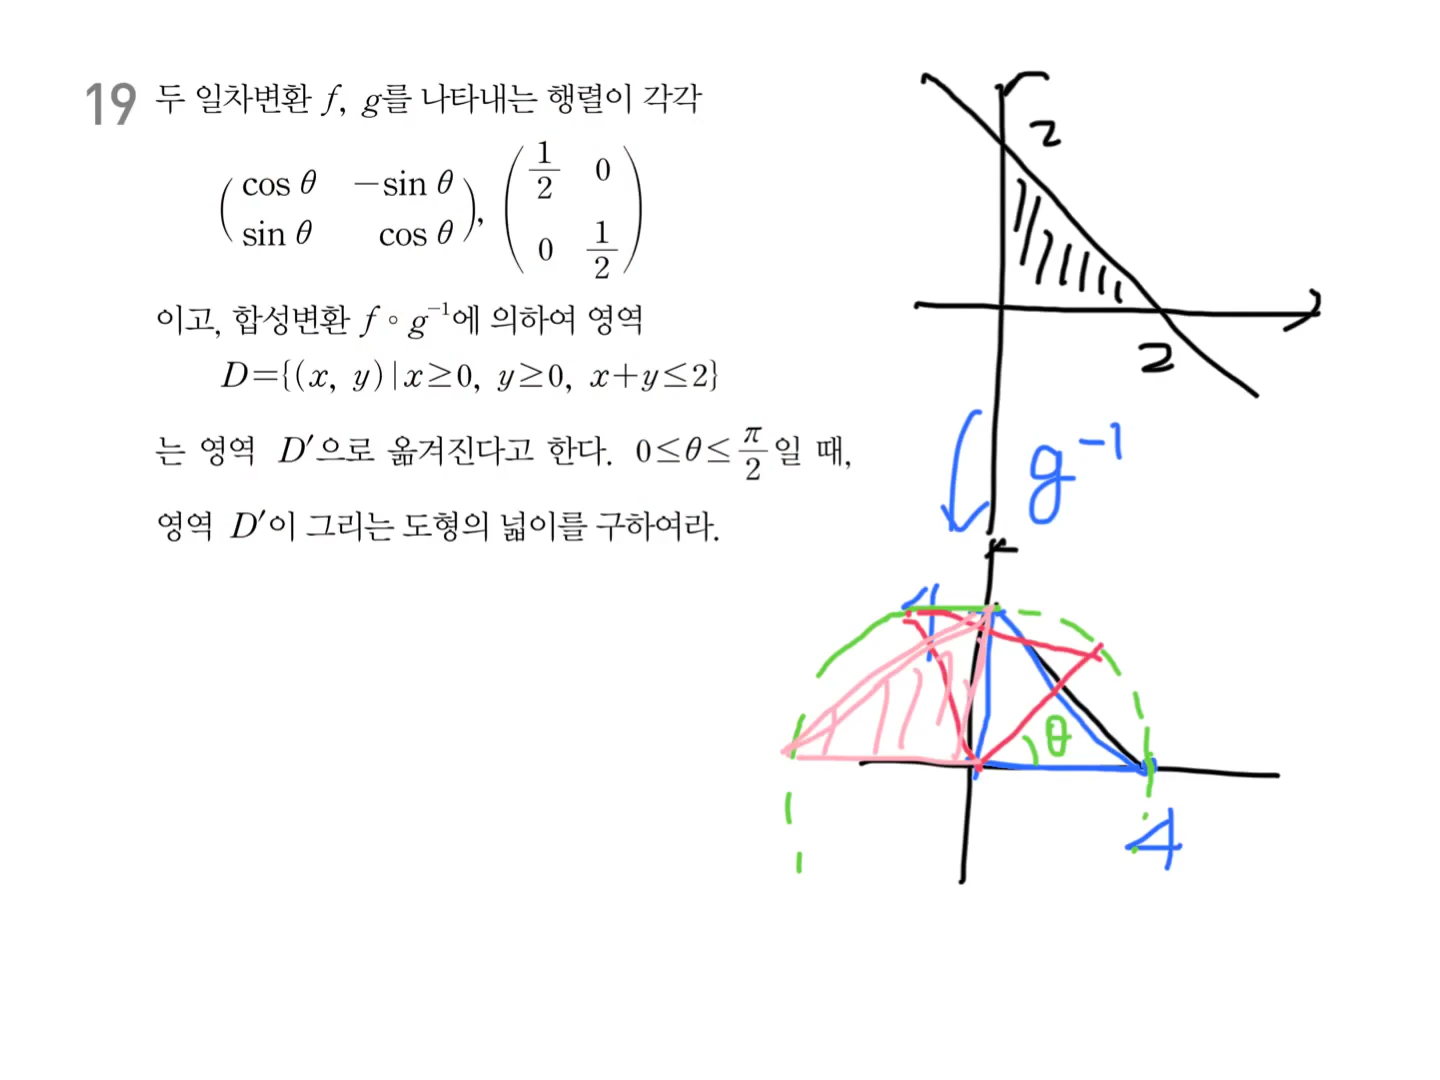 19 두 일차변환 f, g를 나타내는 행렬이 각각
( cos θ −sin θ
sin θ cos θ ), ( 1/2 0
0 1/2 )
이고, 합성변환 f∘g⁻¹에 의하여 영역
D={(x, y)|x≥0, y≥0, x+y≤2}
는 영역 D′으로 옮겨진다고 한다. 0≤θ≤π/2일 때,
영역 D′이 그리는 도형의 넓이를 구하여라.
2
2
g⁻¹
4
θ
4